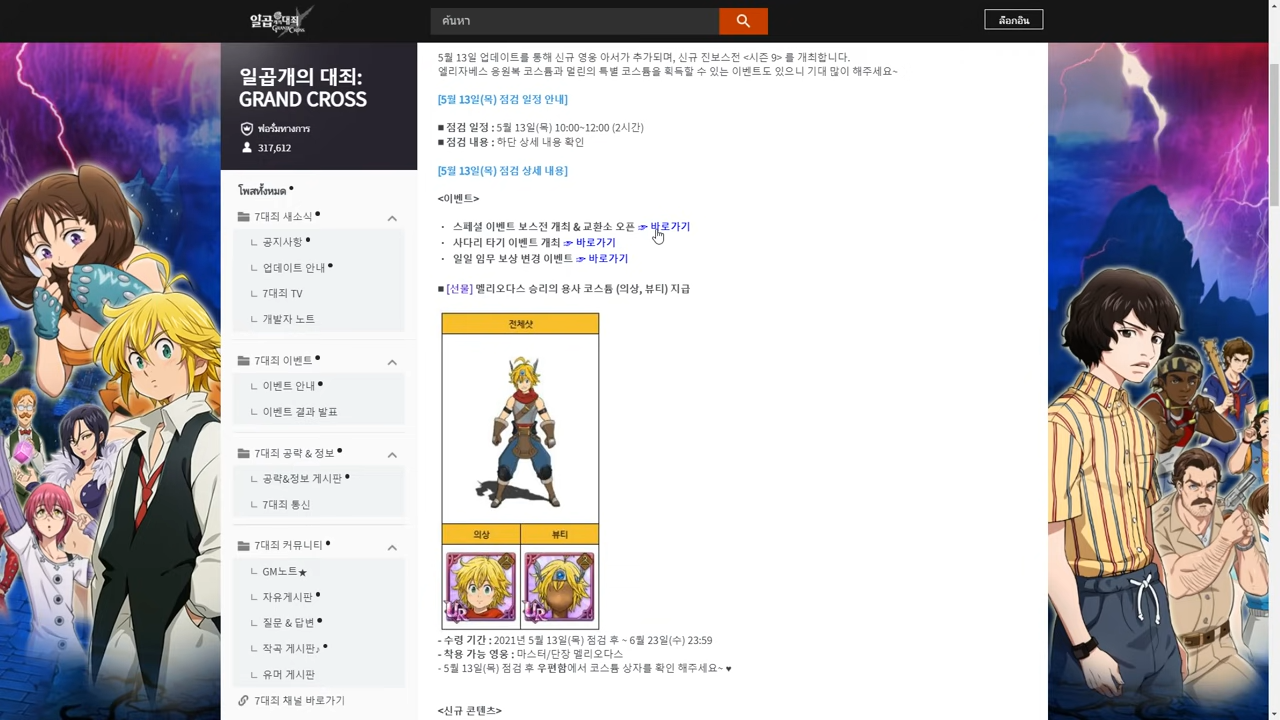 일곱개의 대죄
GRAND CROSS
ค้นหา
ล็อกอิน
일곱개의 대죄:
GRAND CROSS
ฟอรั่มทางการ
317,612
โพสทั้งหมด
7대죄 새소식
ㄴ 공지사항
ㄴ 업데이트 안내
ㄴ 7대죄 TV
ㄴ 개발자 노트
7대죄 이벤트
ㄴ 이벤트 안내
ㄴ 이벤트 결과 발표
7대죄 공략 & 정보
ㄴ 공략&정보 게시판
ㄴ 7대죄 통신
7대죄 커뮤니티
ㄴ GM노트★
ㄴ 자유게시판
ㄴ 질문 & 답변
ㄴ 작곡 게시판♪
ㄴ 유머 게시판
7대죄 채널 바로가기
5월 13일 업데이트를 통해 신규 영웅 아서가 추가되며, 신규 진보스전 <시즌 9> 를 개최합니다.
엘리자베스 응원복 코스튬과 멀린의 특별 코스튬을 획득할 수 있는 이벤트도 있으니 기대 많이 해주세요~
[5월 13일(목) 점검 일정 안내]
■ 점검 일정 : 5월 13일(목) 10:00~12:00 (2시간)
■ 점검 내용 : 하단 상세 내용 확인
[5월 13일(목) 점검 상세 내용]
<이벤트>
· 스페셜 이벤트 보스전 개최 & 교환소 오픈 ☞ 바로가기
· 사다리 타기 이벤트 개최 ☞ 바로가기
· 일일 임무 보상 변경 이벤트 ☞ 바로가기
■ [선물] 멜리오다스 승리의 용사 코스튬 (의상, 뷰티) 지급
전체샷
의상 뷰티
UR UR
- 수령 기간 : 2021년 5월 13일(목) 점검 후 ~ 6월 23일(수) 23:59
- 착용 가능 영웅 : 마스터/단장 멜리오다스
- 5월 13일(목) 점검 후 우편함에서 코스튬 상자를 확인 해주세요~ ♥
<신규 콘텐츠>